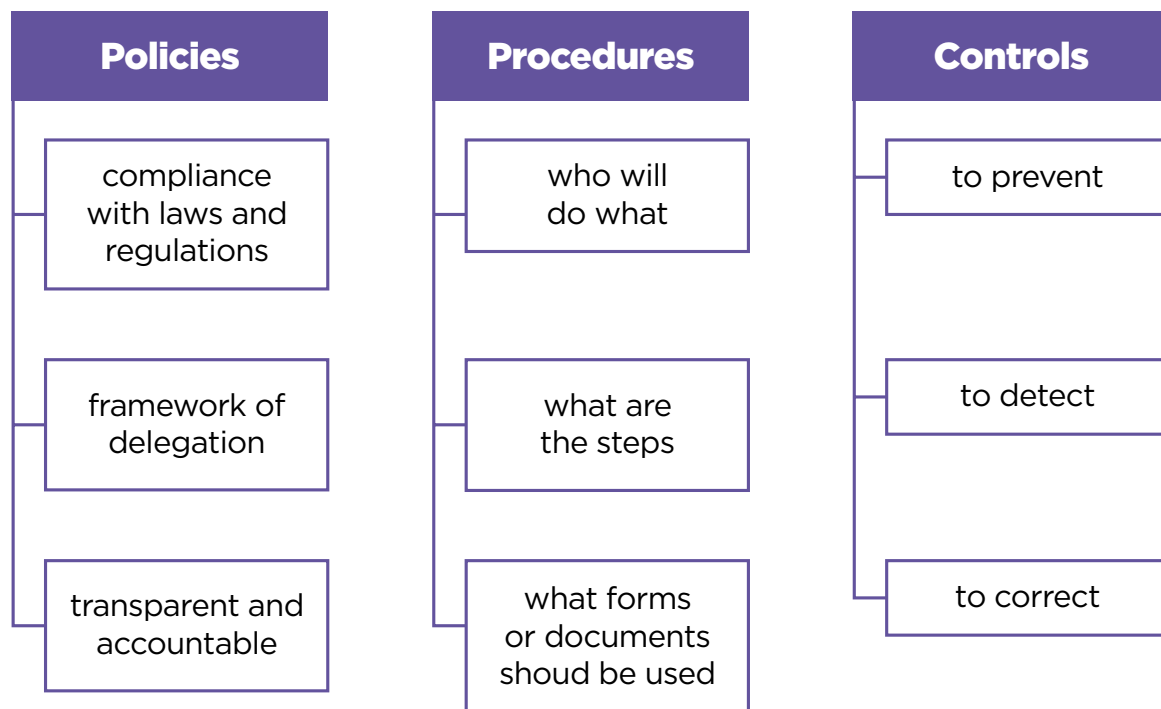 Policies
compliance
with laws and
regulations
framework of
delegation
transparent and
accountable
Procedures
who will
do what
what are
the steps
what forms
or documents
shoud be used
Controls
to prevent
to detect
to correct